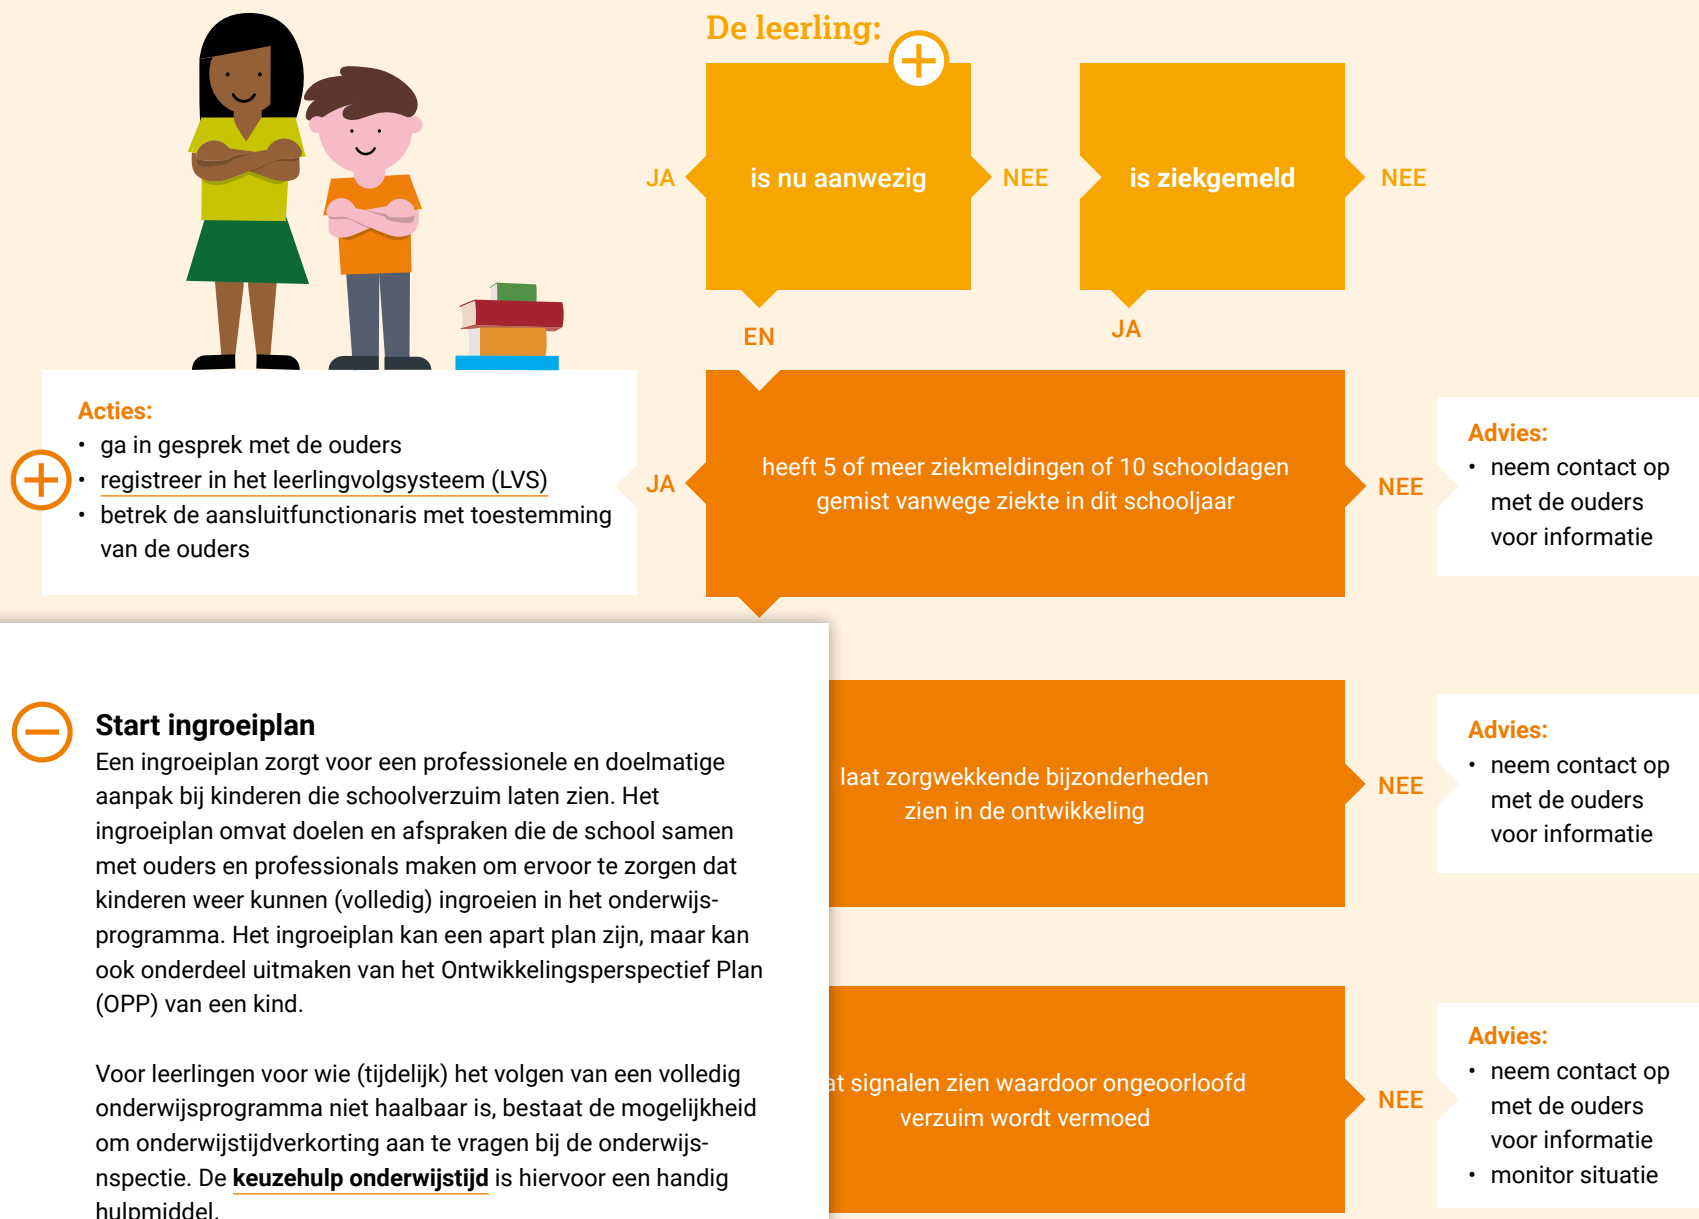 De leerling:
JA
is nu aanwezig
NEE
is ziekgemeld
NEE
EN
JA
Acties:
• ga in gesprek met de ouders
• registreer in het leerlingvolgsysteem (LVS)
• betrek de aansluitfunctionaris met toestemming
van de ouders
JA
heeft 5 of meer ziekmeldingen of 10 schooldagen
gemist vanwege ziekte in dit schooljaar
NEE
Advies:
• neem contact op
met de ouders
voor informatie
Start ingroeiplan
Een ingroeiplan zorgt voor een professionele en doelmatige
aanpak bij kinderen die schoolverzuim laten zien. Het
ingroeiplan omvat doelen en afspraken die de school samen
met ouders en professionals maken om ervoor te zorgen dat
kinderen weer kunnen (volledig) ingroeien in het onderwijs-
programma. Het ingroeiplan kan een apart plan zijn, maar kan
ook onderdeel uitmaken van het Ontwikkelingsperspectief Plan
(OPP) van een kind.
Voor leerlingen voor wie (tijdelijk) het volgen van een volledig
onderwijsprogramma niet haalbaar is, bestaat de mogelijkheid
om onderwijstijdverkorting aan te vragen bij de onderwijs-
nspectie. De keuzehulp onderwijstijd is hiervoor een handig
hulpmiddel.
laat zorgwekkende bijzonderheden
zien in de ontwikkeling
NEE
Advies:
• neem contact op
met de ouders
voor informatie
at signalen zien waardoor ongeoorloofd
verzuim wordt vermoed
NEE
Advies:
• neem contact op
met de ouders
voor informatie
• monitor situatie